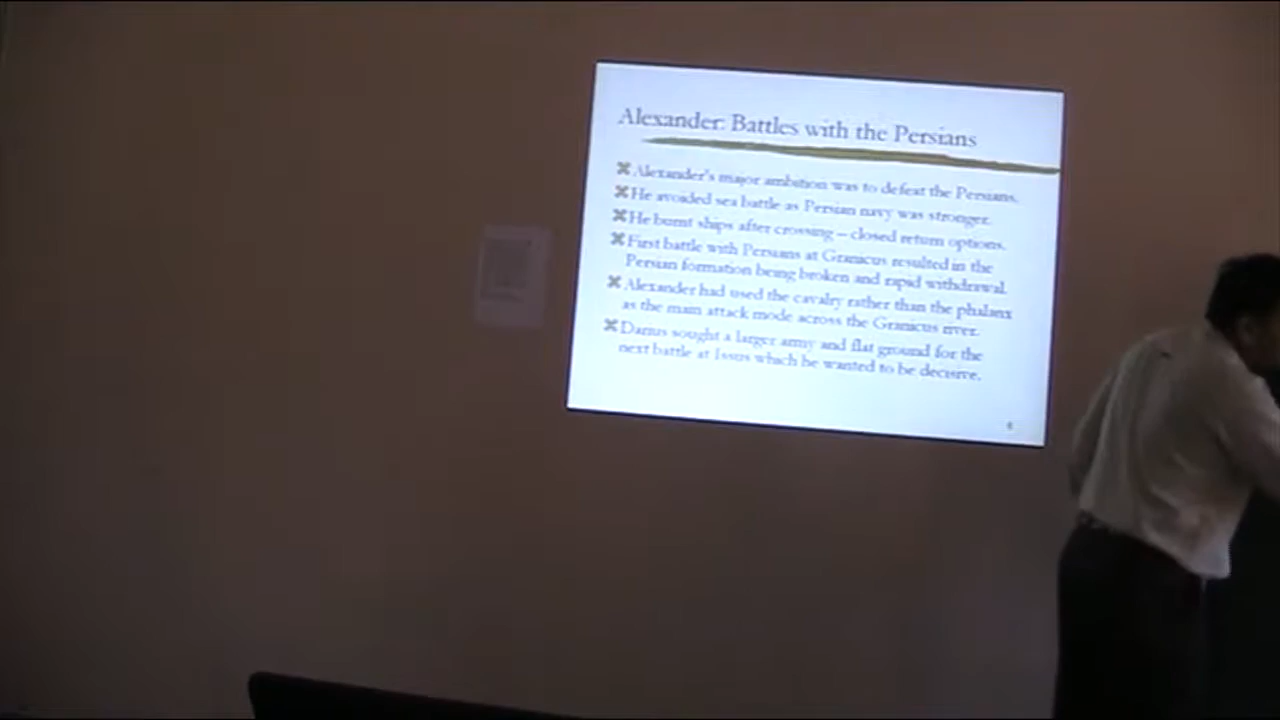 Alexander: Battles with the Persians
Alexander's major ambition was to defeat the Persians.
He avoided sea battle as Persian navy was stronger.
He burnt ships after crossing – closed return options.
First battle with Persians at Granicus resulted in the
Persian formation being broken and rapid withdrawal.
Alexander had used the cavalry rather than the phalanx
as the main attack mode across the Granicus river.
Darius sought a larger army and flat ground for the
next battle at Issus which he wanted to be decisive.